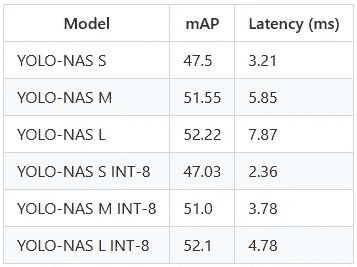 Model mAP Latency (ms)
YOLO-NAS S 47.5 3.21
YOLO-NAS M 51.55 5.85
YOLO-NAS L 52.22 7.87
YOLO-NAS S INT-8 47.03 2.36
YOLO-NAS M INT-8 51.0 3.78
YOLO-NAS L INT-8 52.1 4.78